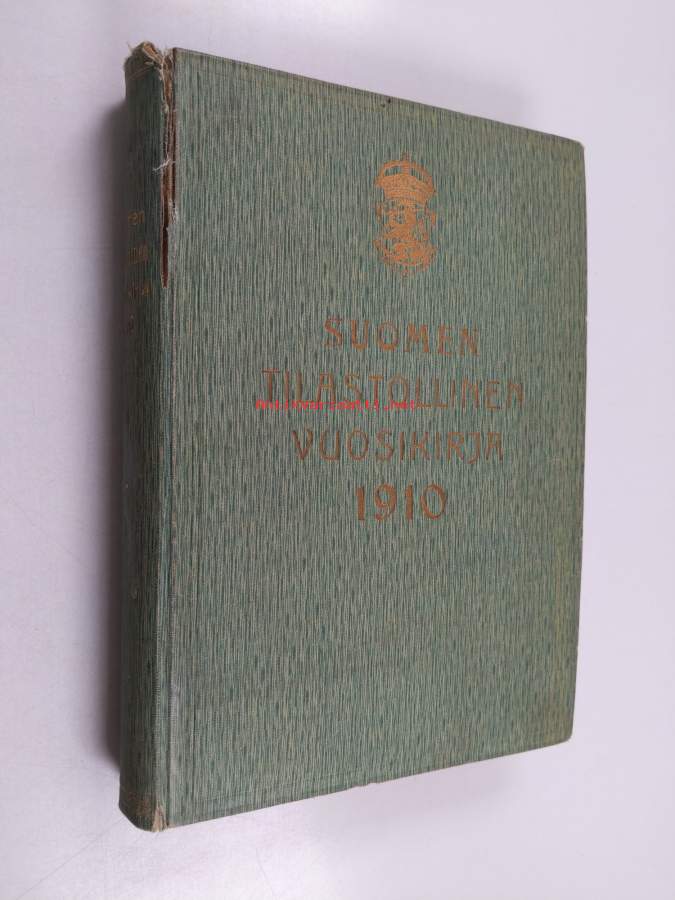 SUOMEN
TILASTOLLINEN
VUOSIKIRJA
1910